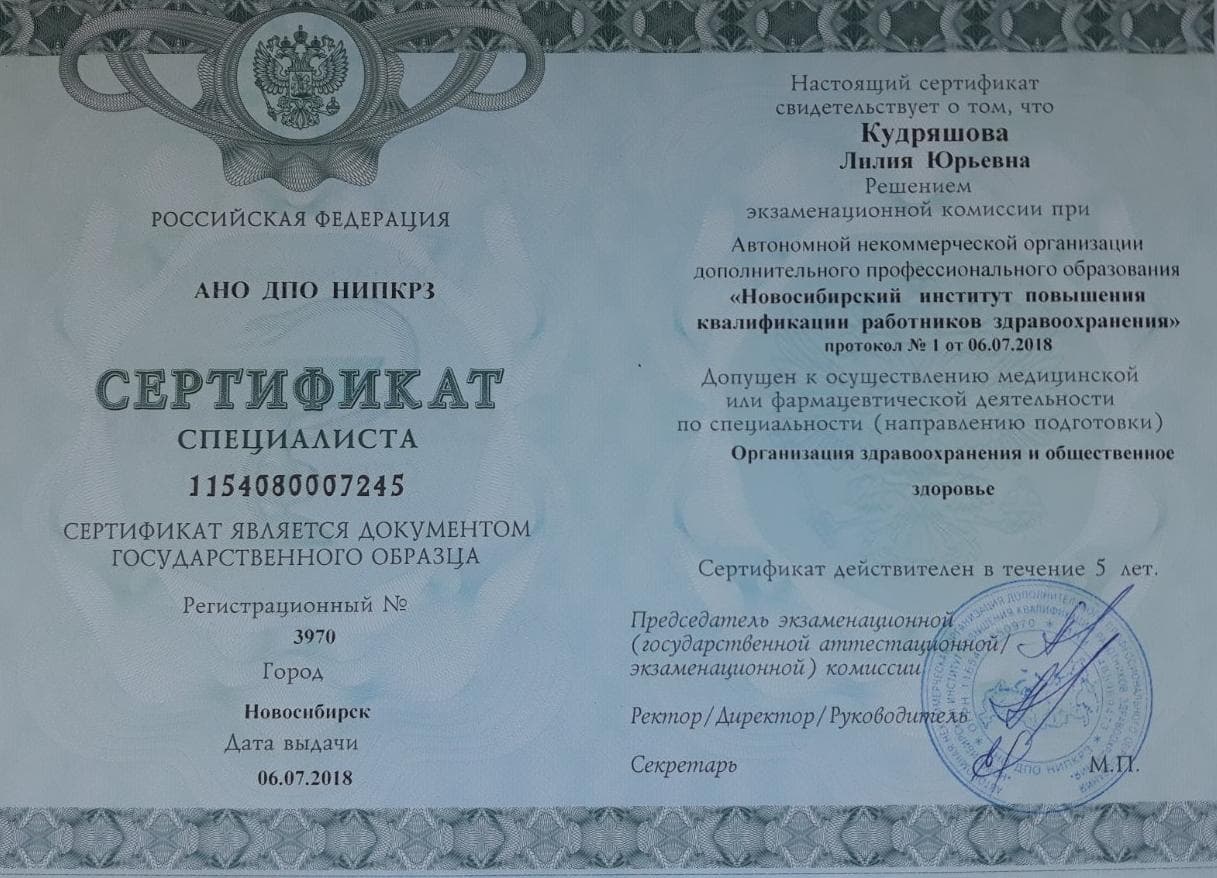 РОССИЙСКАЯ ФЕДЕРАЦИЯ
АНО ДПО НИПКРЗ
СЕРТИФИКАТ
СПЕЦИАЛИСТА
1154080007245
СЕРТИФИКАТ ЯВЛЯЕТСЯ ДОКУМЕНТОМ
ГОСУДАРСТВЕННОГО ОБРАЗЦА
Регистрационный №
3970
Город
Новосибирск
Дата выдачи
06.07.2018
Настоящий сертификат
свидетельствует о том, что
Кудряшова
Лилия Юрьевна
Решением
экзаменационной комиссии при
Автономной некоммерческой организации
дополнительного профессионального образования
«Новосибирский институт повышения
квалификации работников здравоохранения»
протокол № 1 от 06.07.2018
Допущен к осуществлению медицинской
или фармацевтической деятельности
по специальности (направлению подготовки)
Организация здравоохранения и общественное
здоровье
Сертификат действителен в течение 5 лет.
Председатель экзаменационной
(государственной аттестационной/
экзаменационной) комиссии
Ректор/Директор/Руководитель
Секретарь
М.П.
АНО ДПО НИПКРЗ